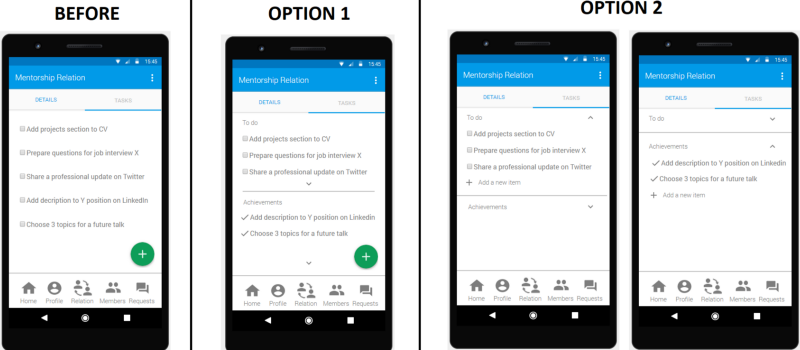 BEFORE
15:45
Mentorship Relation
DETAILS TASKS
Add projects section to CV
Prepare questions for job interview X
Share a professional update on Twitter
Add decription to Y position on Linkedin
Choose 3 topics for a future talk
Home Profile Relation Members Requests
OPTION 1
15:45
Mentorship Relation
DETAILS TASKS
To do
Add projects section to CV
Prepare questions for job interview X
Share a professional update on Twitter
Achievements
Add description to Y position on Linkedin
Choose 3 topics for a future talk
Home Profile Relation Members Requests
OPTION 2
15:45
Mentorship Relation
DETAILS TASKS
To do
Add projects section to CV
Prepare questions for job interview X
Share a professional update on Twitter
+ Add a new item
Achievements
Home Profile Relation Members Requests
15:45
Mentorship Relation
DETAILS TASKS
To do
Achievements
Add description to Y position on Linkedin
Choose 3 topics for a future talk
+ Add a new item
Home Profile Relation Members Requests